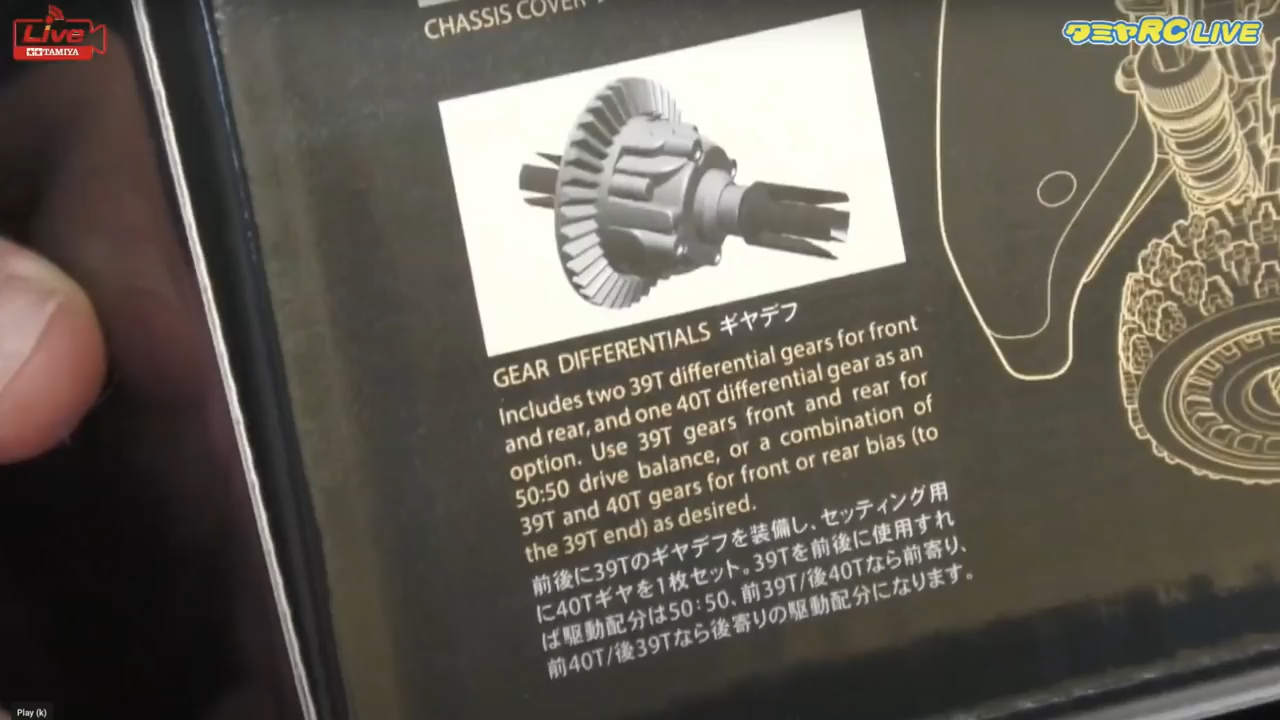 Live
TAMIYA
タミヤRC LIVE
CHASSIS COVER
GEAR DIFFERENTIALS ギヤデフ
Includes two 39T differential gears for front
and rear, and one 40T differential gear as an
option. Use 39T gears front and rear for
50:50 drive balance, or a combination of
39T and 40T gears for front or rear bias (to
the 39T end) as desired.
前後に39Tのギヤデフを装備し、セッティング用
に40Tギヤを1枚セット。39Tを前後に使用すれ
ば駆動配分は50:50、前39T/後40Tなら前寄り、
前40T/後39Tなら後寄りの駆動配分になります。
Play (k)